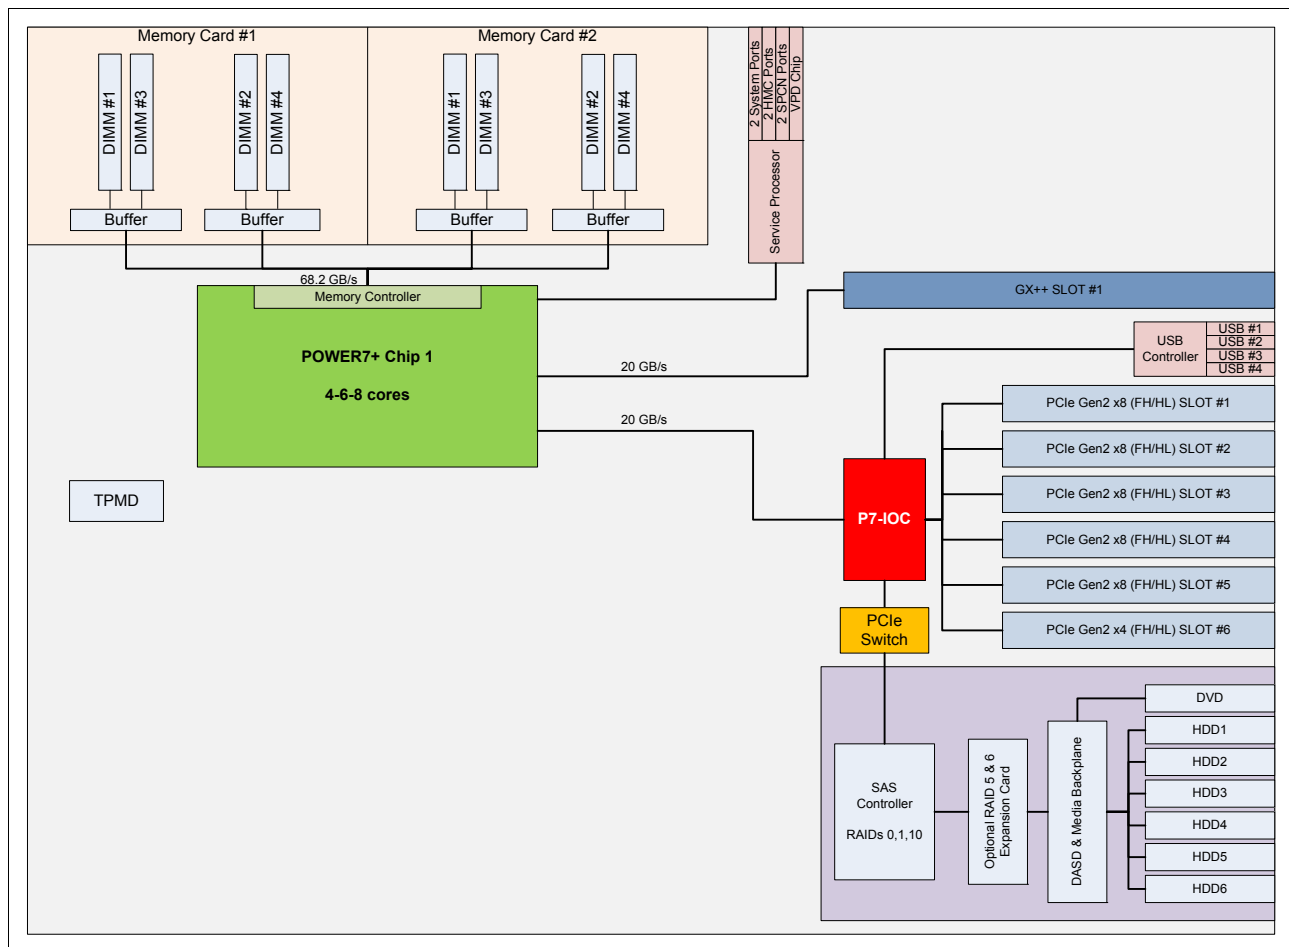 Memory Card #1
Memory Card #2
DIMM #1
DIMM #3
DIMM #2
DIMM #4
DIMM #1
DIMM #3
DIMM #2
DIMM #4
Buffer
Buffer
Buffer
Buffer
2 System Ports
2 HMC Ports
2 SPCN Ports
VPD Chip
Service Processor
68.2 GB/s
Memory Controller
POWER7+ Chip 1
4-6-8 cores
20 GB/s
20 GB/s
GX++ SLOT #1
USB
Controller
USB #1
USB #2
USB #3
USB #4
PCIe Gen2 x8 (FH/HL) SLOT #1
PCIe Gen2 x8 (FH/HL) SLOT #2
PCIe Gen2 x8 (FH/HL) SLOT #3
PCIe Gen2 x8 (FH/HL) SLOT #4
PCIe Gen2 x8 (FH/HL) SLOT #5
PCIe Gen2 x4 (FH/HL) SLOT #6
TPMD
P7-IOC
PCIe
Switch
SAS
Controller
RAIDs 0,1,10
Optional RAID 5 & 6
Expansion Card
DASD & Media Backplane
DVD
HDD1
HDD2
HDD3
HDD4
HDD5
HDD6